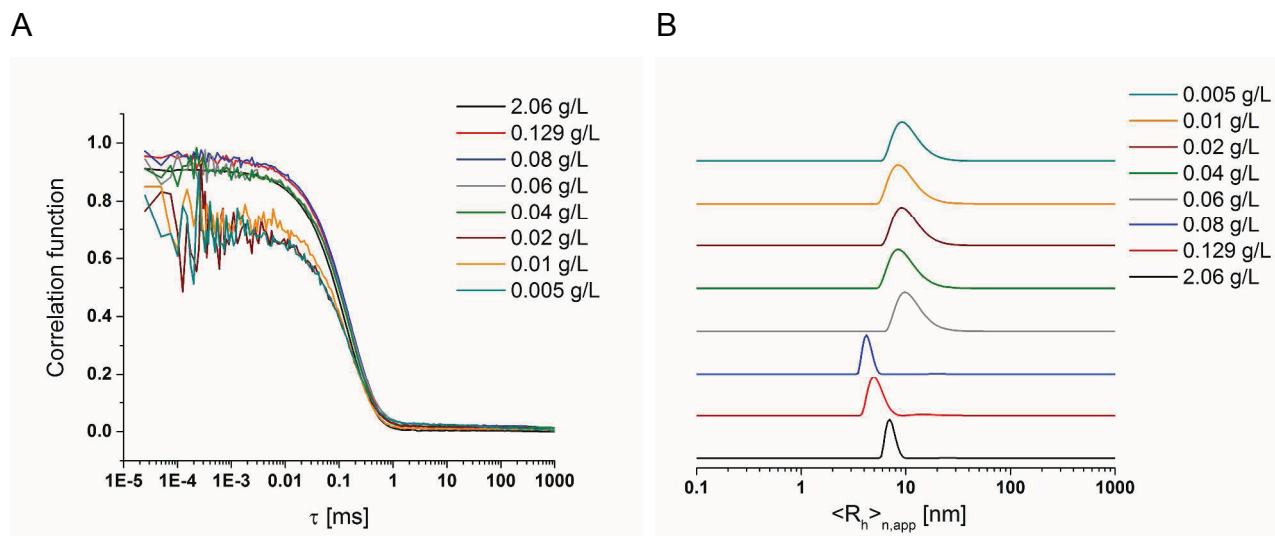 A
Correlation function
1.0
0.8
0.6
0.4
0.2
0.0
1E-5 1E-4 1E-3 0.01 0.1 1 10 100 1000
τ [ms]
2.06 g/L
0.129 g/L
0.08 g/L
0.06 g/L
0.04 g/L
0.02 g/L
0.01 g/L
0.005 g/L
B
0.005 g/L
0.01 g/L
0.02 g/L
0.04 g/L
0.06 g/L
0.08 g/L
0.129 g/L
2.06 g/L
0.1 1 10 100 1000
<R_h>_n,app [nm]